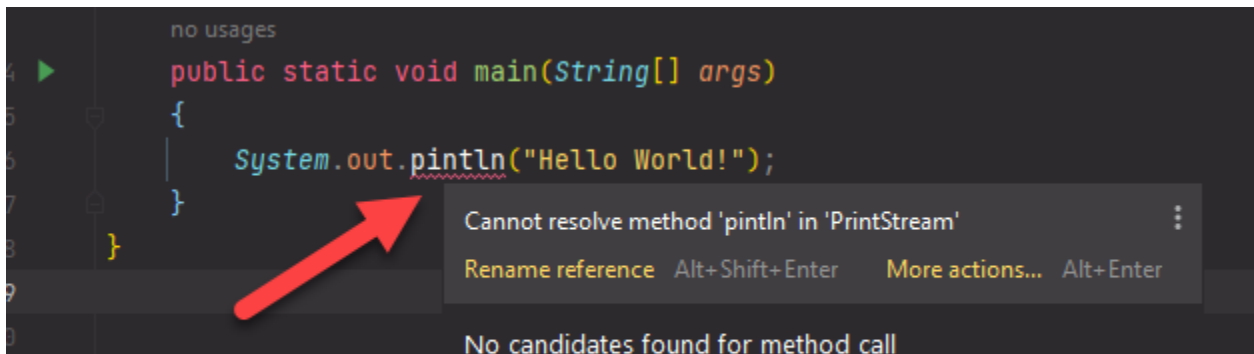 no usages
4 public static void main(String[] args)
5 {
6 System.out.pintln("Hello World!");
7 }
8 }
9
Cannot resolve method 'pintln' in 'PrintStream'
Rename reference Alt+Shift+Enter More actions... Alt+Enter
No candidates found for method call